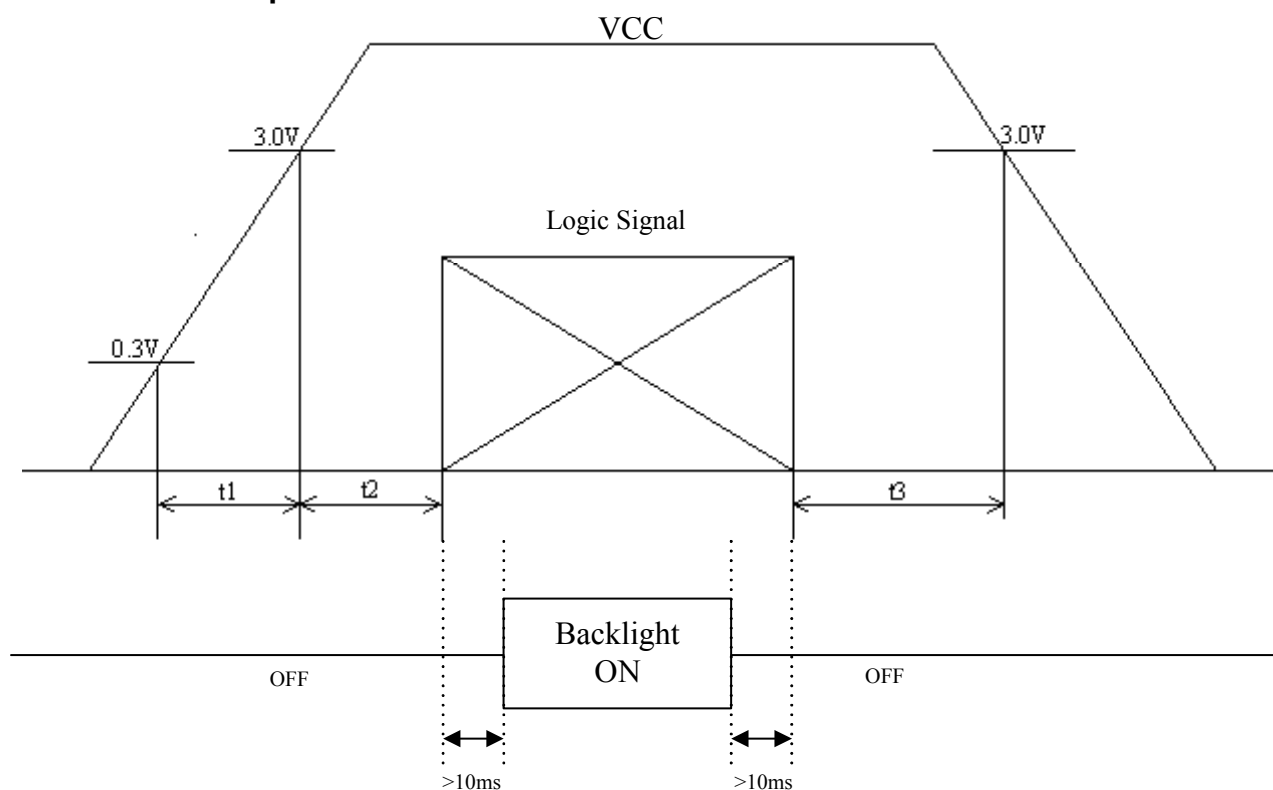 VCC
3.0V
3.0V
Logic Signal
0.3V
t1
t2
t3
Backlight
ON
OFF
OFF
>10ms
>10ms